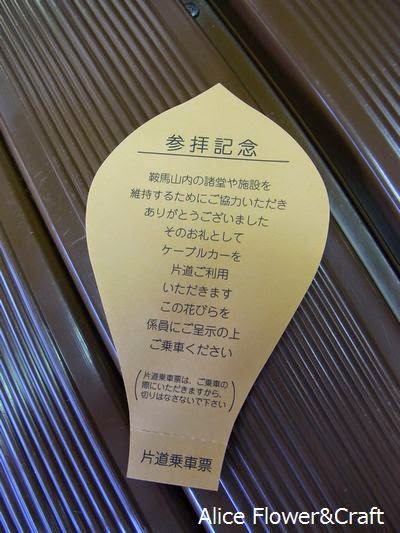 参拝記念
鞍馬山内の諸堂や施設を
維持するためにご協力いただき
ありがとうございました
そのお礼として
ケーブルカーを
片道ご利用
いただきます
この花びらを
係員にご呈示の上
ご乗車ください
(片道乗車票は、ご乗車の
際にいただきますから、
切りはなさないで下さい)
片道乗車票
Alice Flower&Craft